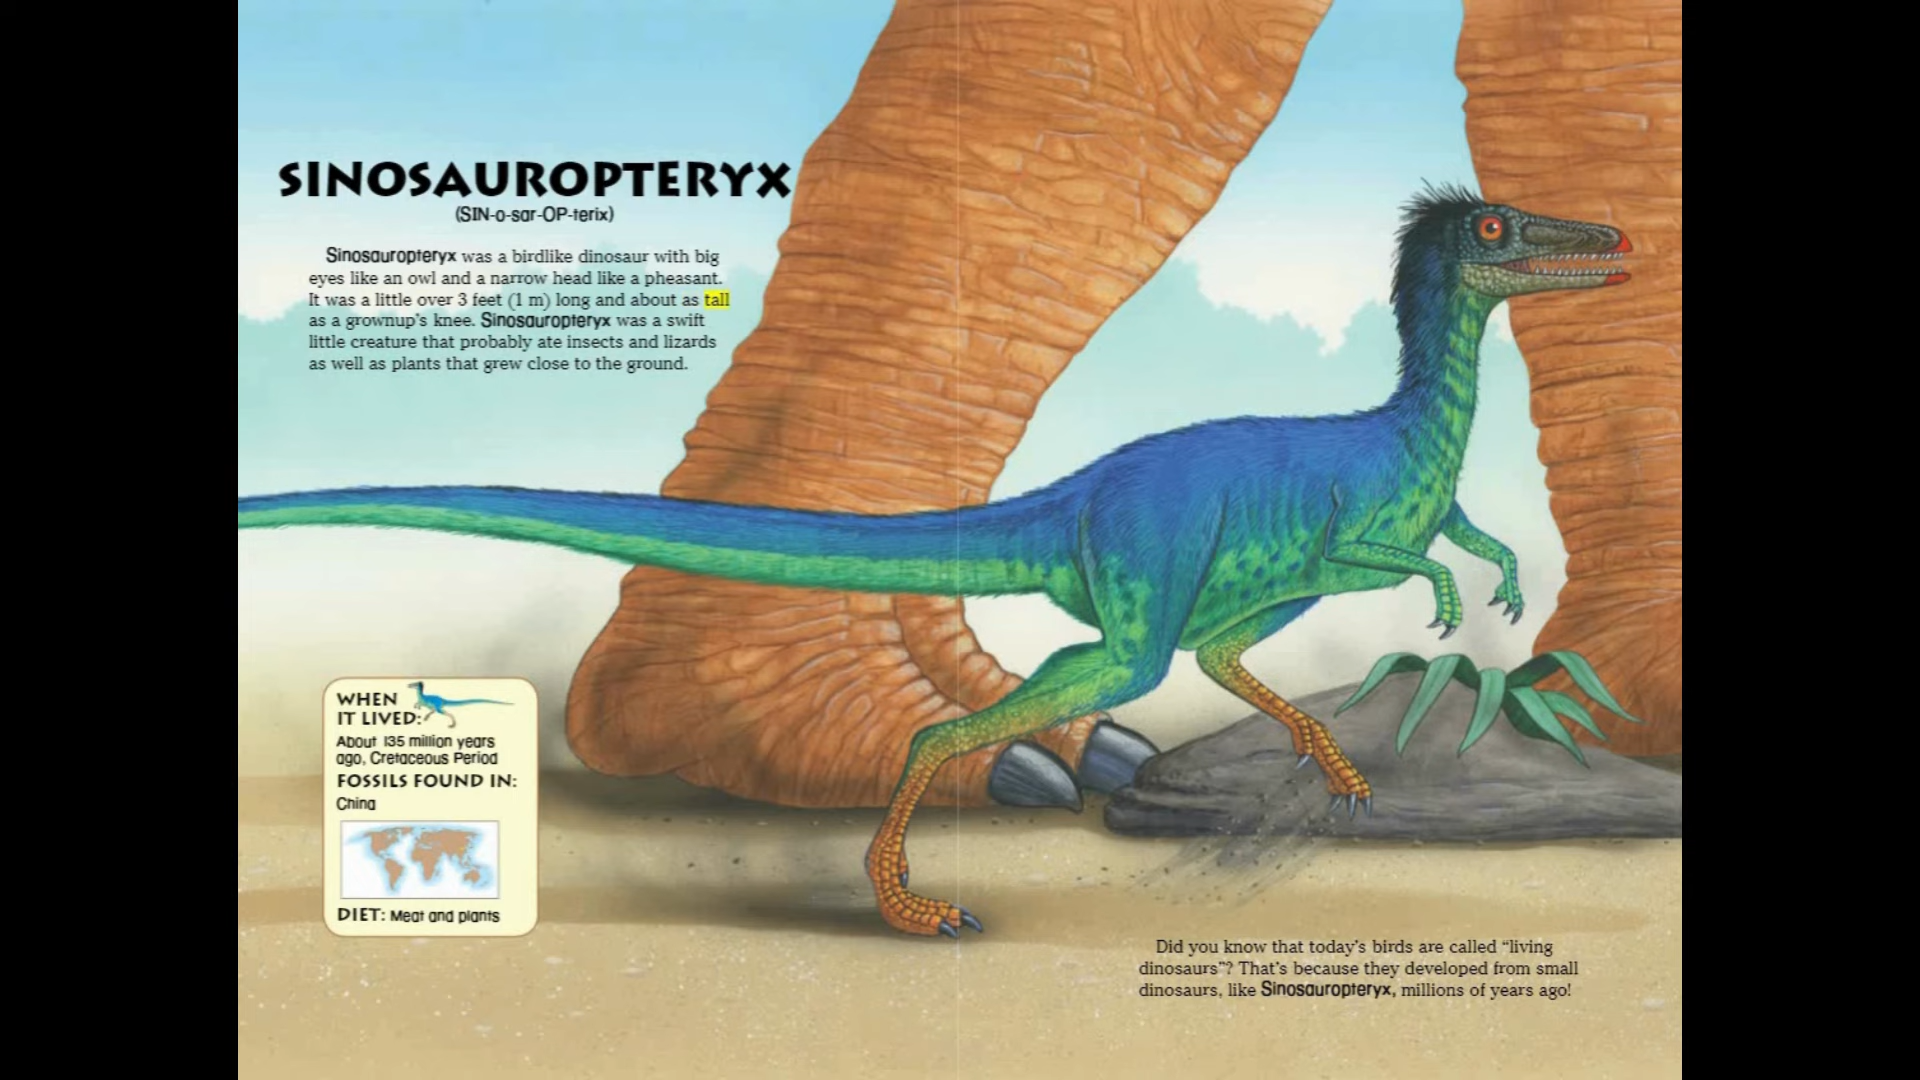 SINOSAUROPTERYX
(SIN-o-sar-OP-terix)
Sinosauropteryx was a birdlike dinosaur with big
eyes like an owl and a narrow head like a pheasant.
It was a little over 3 feet (1 m) long and about as tall
as a grownup's knee. Sinosauropteryx was a swift
little creature that probably ate insects and lizards
as well as plants that grew close to the ground.
WHEN
IT LIVED:
About 135 million years
ago, Cretaceous Period
FOSSILS FOUND IN:
China
DIET: Meat and plants
Did you know that today's birds are called “living
dinosaurs”? That's because they developed from small
dinosaurs, like Sinosauropteryx, millions of years ago!